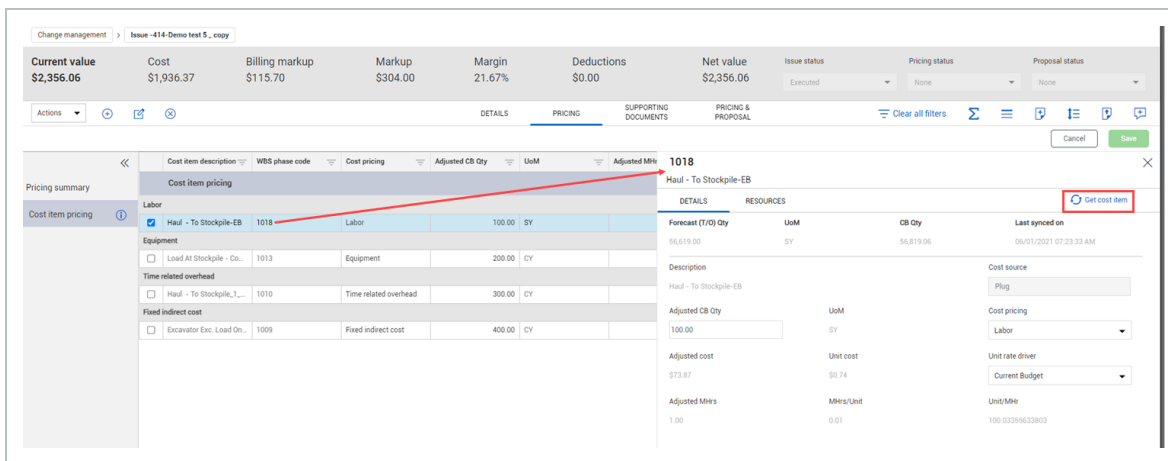 Change management > Issue -414-Demo test 5 _ copy
Current value Cost Billing markup Markup Margin Deductions Net value Issue status Pricing status Proposal status
$2,356.06 $1,936.37 $115.70 $304.00 21.67% $0.00 $2,356.06 Executed None None
Actions DETAILS PRICING SUPPORTING DOCUMENTS PRICING & PROPOSAL Clear all filters
Cancel Save
Pricing summary
Cost item pricing
Cost item description WBS phase code Cost pricing Adjusted CB Qty UoM Adjusted MHr
Cost item pricing
Labor
Haul - To Stockpile-EB 1018 Labor 100.00 SY
Equipment
Load At Stockpile - Co... 1013 Equipment 200.00 CY
Time related overhead
Haul - To Stockpile_1_... 1010 Time related overhead 300.00 CY
Fixed indirect cost
Excavator Exc. Load On... 1009 Fixed indirect cost 400.00 CY
1018
Haul - To Stockpile-EB
DETAILS RESOURCES Get cost item
Forecast (T/O) Qty UoM CB Qty Last synced on
56,619.00 SY 56,819.06 06/01/2021 07:23:33 AM
Description Cost source
Haul - To Stockpile-EB Plug
Adjusted CB Qty UoM Cost pricing
100.00 SY Labor
Adjusted cost Unit cost Unit rate driver
$73.87 $0.74 Current Budget
Adjusted MHrs MHrs/Unit Unit/MHr
1.00 0.01 100.03355633803